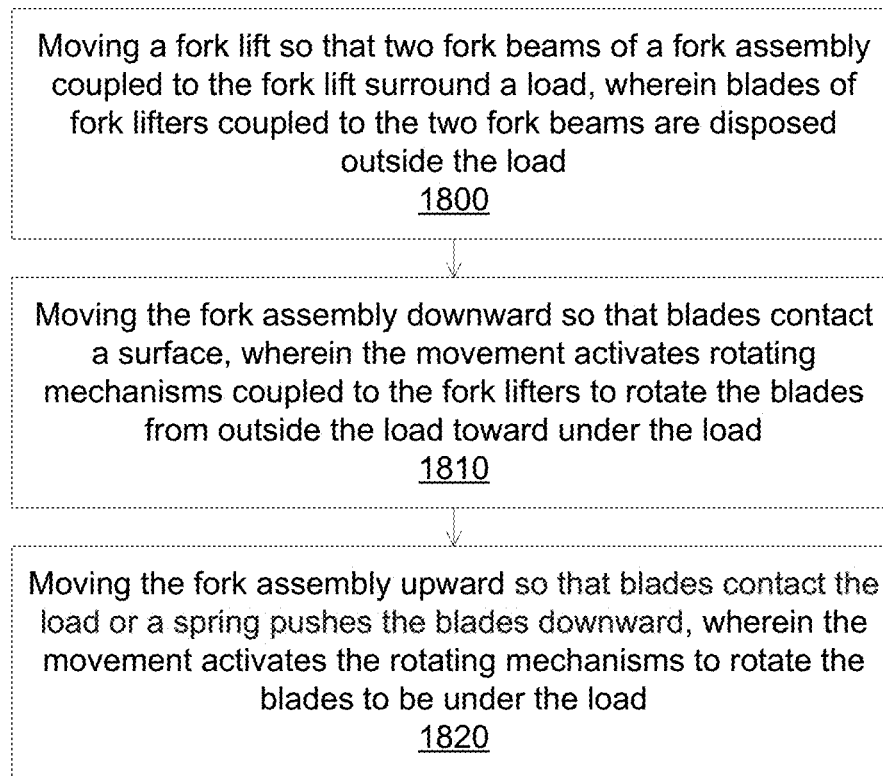 Moving a fork lift so that two fork beams of a fork assembly
coupled to the fork lift surround a load, wherein blades of
fork lifters coupled to the two fork beams are disposed
outside the load
1800
Moving the fork assembly downward so that blades contact
a surface, wherein the movement activates rotating
mechanisms coupled to the fork lifters to rotate the blades
from outside the load toward under the load
1810
Moving the fork assembly upward so that blades contact the
load or a spring pushes the blades downward, wherein the
movement activates the rotating mechanisms to rotate the
blades to be under the load
1820